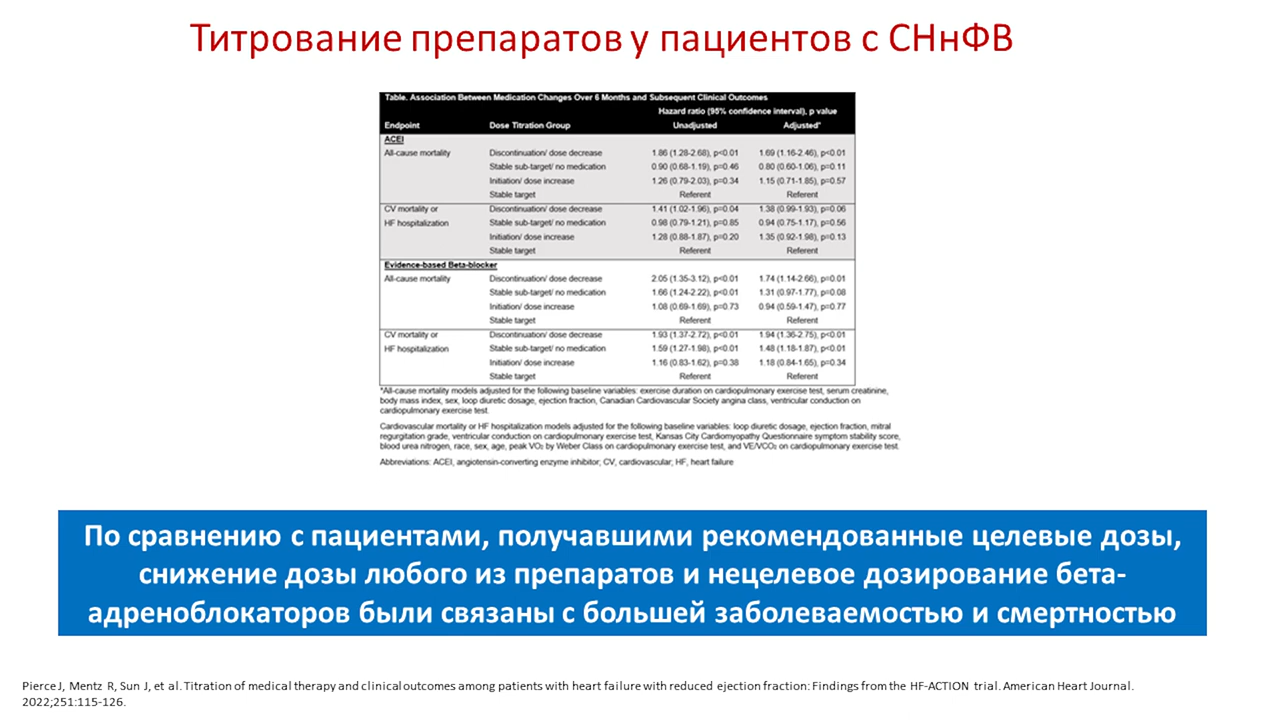 Титрование препаратов у пациентов с СНнФВ
Table. Association Between Medication Changes Over 6 Months and Subsequent Clinical Outcomes
Hazard ratio (95% confidence interval), p value
Endpoint Dose Titration Group Unadjusted Adjusted*
ACEI
All-cause mortality Discontinuation/ dose decrease 1.86 (1.28-2.68), p<0.01 1.69 (1.16-2.46), p<0.01
Stable sub-target/ no medication 0.90 (0.68-1.19), p=0.46 0.80 (0.60-1.06), p=0.11
Initiation/ dose increase 1.26 (0.79-2.03), p=0.34 1.15 (0.71-1.85), p=0.57
Stable target Referent Referent
CV mortality or Discontinuation/ dose decrease 1.41 (1.02-1.96), p=0.04 1.38 (0.99-1.93), p=0.06
HF hospitalization Stable sub-target/ no medication 0.98 (0.79-1.21), p=0.85 0.94 (0.75-1.17), p=0.56
Initiation/ dose increase 1.28 (0.88-1.87), p=0.20 1.35 (0.92-1.98), p=0.13
Stable target Referent Referent
Evidence-based Beta-blocker
All-cause mortality Discontinuation/ dose decrease 2.05 (1.35-3.12), p<0.01 1.74 (1.14-2.66), p=0.01
Stable sub-target/ no medication 1.66 (1.24-2.22), p<0.01 1.31 (0.97-1.77), p=0.08
Initiation/ dose increase 1.08 (0.69-1.69), p=0.73 0.94 (0.59-1.47), p=0.77
Stable target Referent Referent
CV mortality or Discontinuation/ dose decrease 1.93 (1.37-2.72), p<0.01 1.94 (1.36-2.75), p<0.01
HF hospitalization Stable sub-target/ no medication 1.59 (1.27-1.98), p<0.01 1.48 (1.18-1.87), p<0.01
Initiation/ dose increase 1.16 (0.83-1.62), p=0.38 1.18 (0.84-1.65), p=0.34
Stable target Referent Referent
*All-cause mortality models adjusted for the following baseline variables: exercise duration on cardiopulmonary exercise test, serum creatinine,
body mass index, sex, loop diuretic dosage, ejection fraction, Canadian Cardiovascular Society angina class, ventricular conduction on
cardiopulmonary exercise test.
Cardiovascular mortality or HF hospitalization models adjusted for the following baseline variables: loop diuretic dosage, ejection fraction, mitral
regurgitation grade, ventricular conduction on cardiopulmonary exercise test, Kansas City Cardiomyopathy Questionnaire symptom stability score,
blood urea nitrogen, race, sex, age, peak VO₂ by Weber Class on cardiopulmonary exercise test, and VE/VCO₂ on cardiopulmonary exercise test.
Abbreviations: ACEI, angiotensin-converting enzyme inhibitor; CV, cardiovascular; HF, heart failure
По сравнению с пациентами, получавшими рекомендованные целевые дозы,
снижение дозы любого из препаратов и нецелевое дозирование бета-
адреноблокаторов были связаны с большей заболеваемостью и смертностью
Pierce J, Mentz R, Sun J, et al. Titration of medical therapy and clinical outcomes among patients with heart failure with reduced ejection fraction: Findings from the HF-ACTION trial. American Heart Journal.
2022;251:115-126.